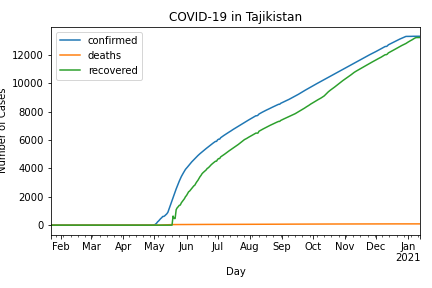 COVID-19 in Tajikistan
confirmed
deaths
recovered
12000
10000
8000
6000
4000
2000
0
Number of Cases
Feb Mar Apr May Jun Jul Aug Sep Oct Nov Dec Jan
2021
Day